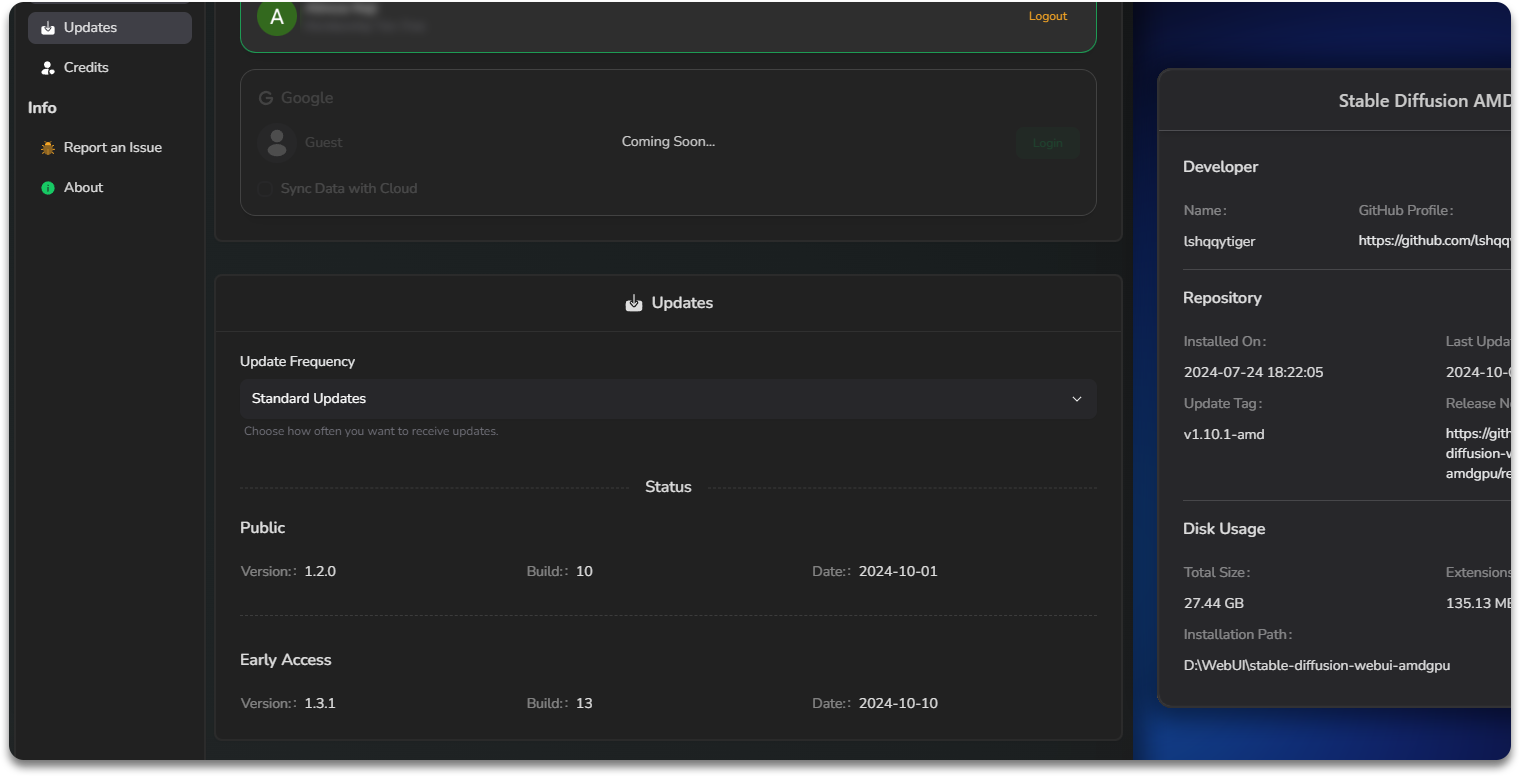 Updates
Credits
Info
Report an Issue
About
A
Logout
Google
Guest
Coming Soon...
Login
Sync Data with Cloud
Updates
Update Frequency
Standard Updates
Choose how often you want to receive updates.
Status
Public
Version:: 1.2.0 Build:: 10 Date:: 2024-10-01
Early Access
Version:: 1.3.1 Build:: 13 Date:: 2024-10-10
Stable Diffusion AMD
Developer
Name: GitHub Profile:
lshqqytiger https://github.com/lshqqy
Repository
Installed On: Last Upda
2024-07-24 18:22:05 2024-10-
Update Tag: Release N
v1.10.1-amd https://gith
diffusion-w
amdgpu/re
Disk Usage
Total Size: Extensions
27.44 GB 135.13 MB
Installation Path:
D:\WebUI\stable-diffusion-webui-amdgpu